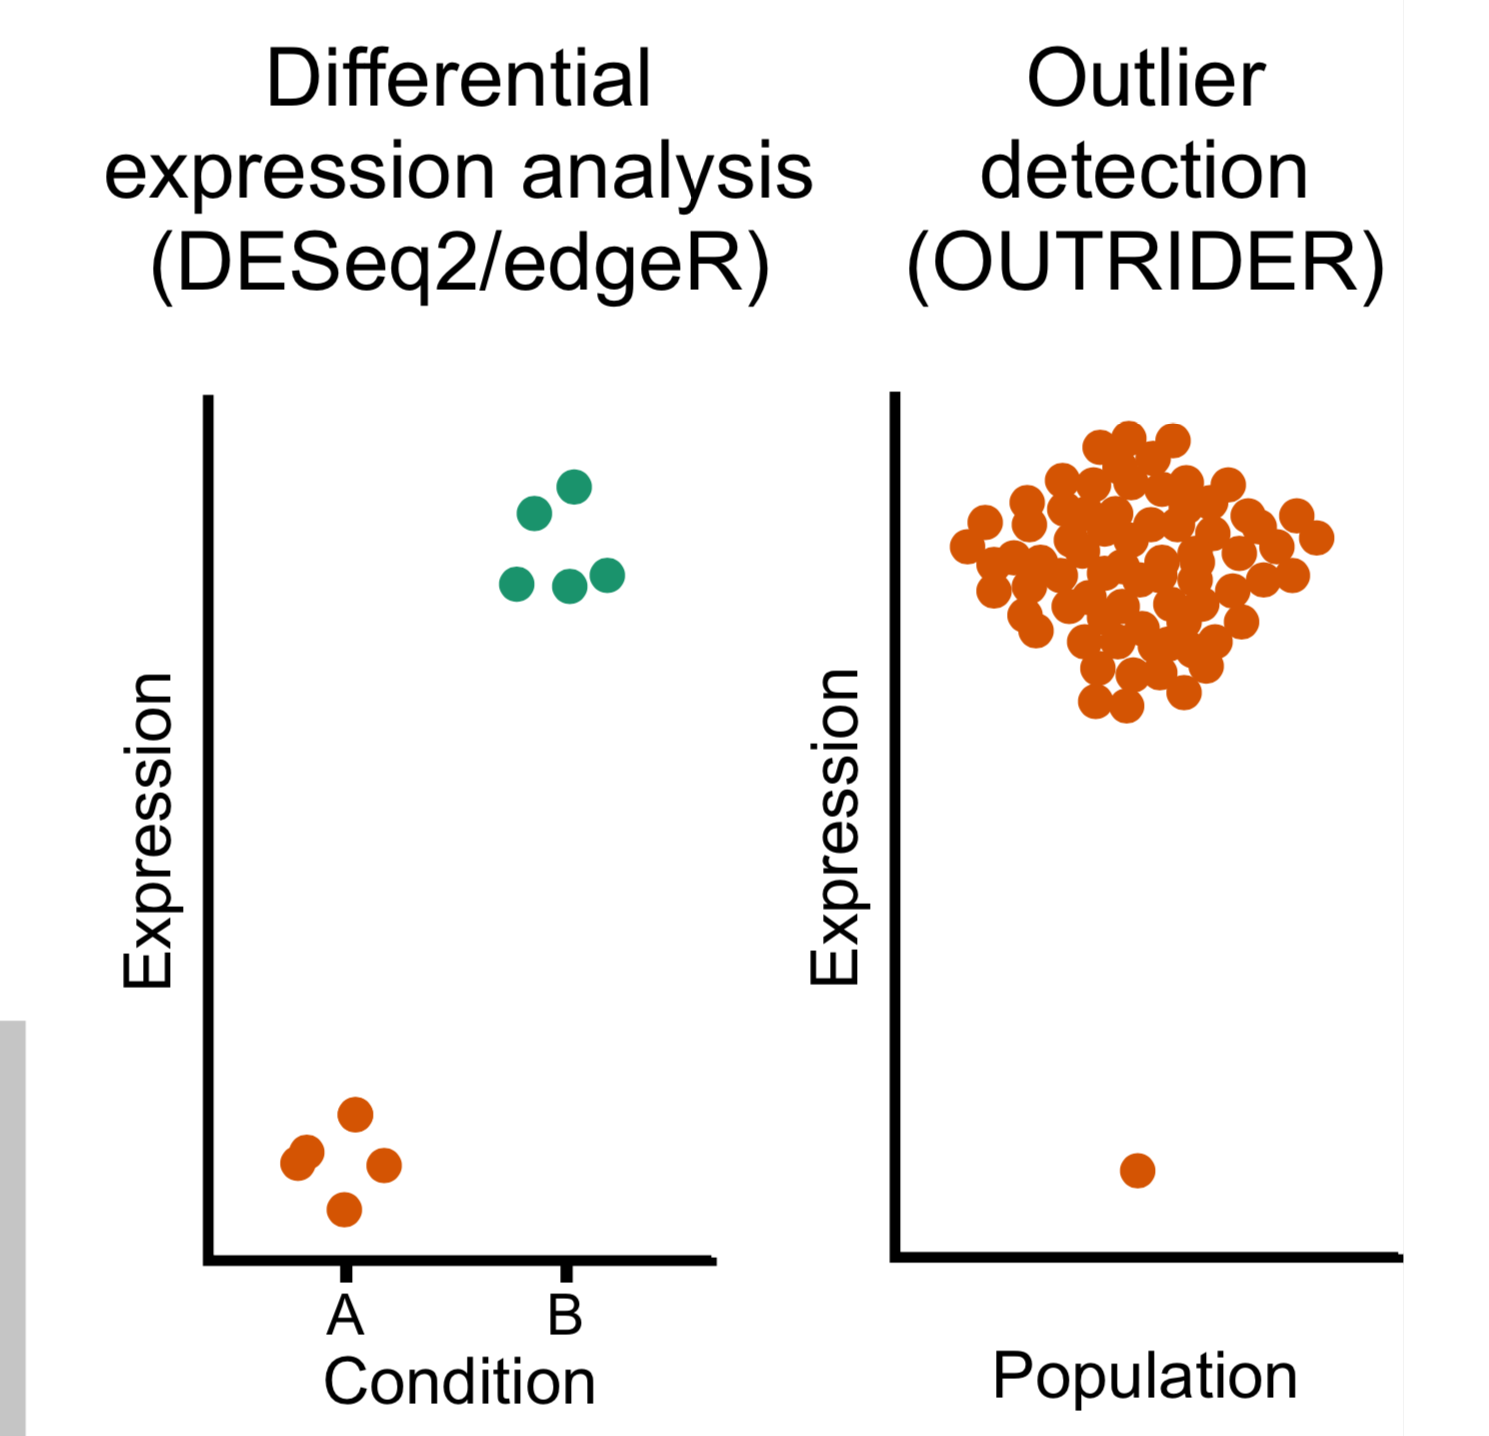 Differential
expression analysis
(DESeq2/edgeR)
Expression
A
B
Condition
Outlier
detection
(OUTRIDER)
Expression
Population